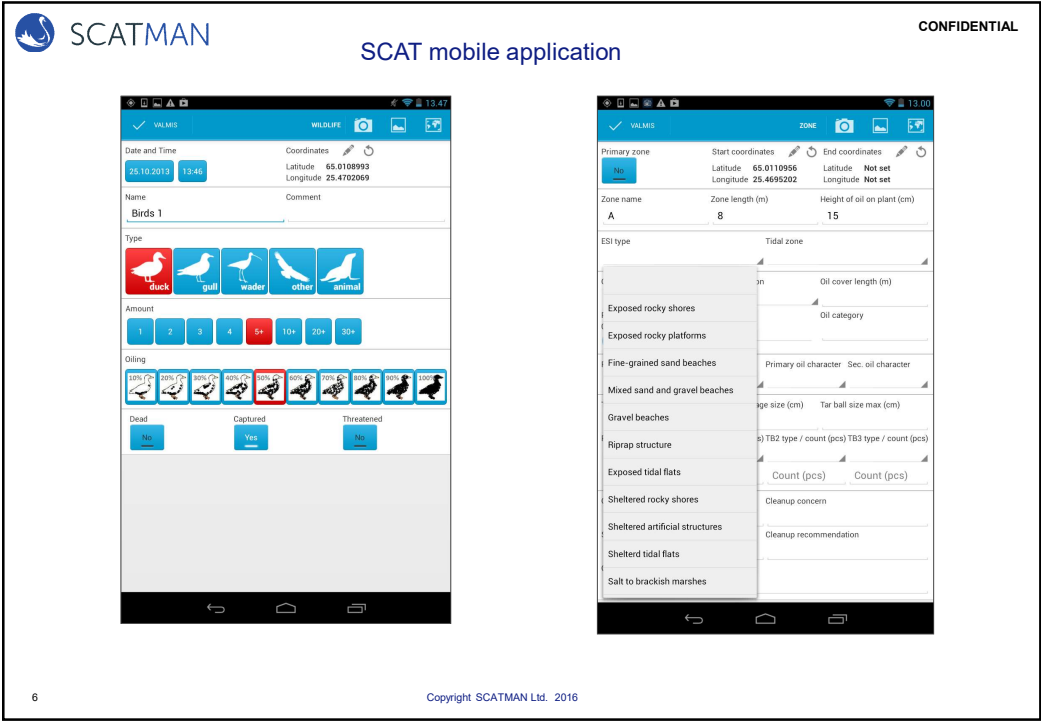 SCATMAN
CONFIDENTIAL
SCAT mobile application
13.47
VALMIS
WILDLIFE
Date and Time
Coordinates
25.10.2013
13:46
Latitude 65.0108993
Longitude 25.4702069
Name
Comment
Birds 1
Type
duck
gull
wader
other
animal
Amount
1
2
3
4
5+
10+
20+
30+
Oiling
10%
20%
30%
40%
50%
60%
70%
80%
90%
100%
Dead
Captured
Threatened
No
Yes
No
13.00
VALMIS
ZONE
Primary zone
Start coordinates
End coordinates
No
Latitude 65.0110956
Latitude Not set
Longitude 25.4695202
Longitude Not set
Zone name
Zone length (m)
Height of oil on plant (cm)
A
8
15
ESI type
Tidal zone
on
Oil cover length (m)
Exposed rocky shores
Oil category
Exposed rocky platforms
Fine-grained sand beaches
Primary oil character
Sec. oil character
Mixed sand and gravel beaches
age size (cm)
Tar ball size max (cm)
Gravel beaches
Riprap structure
s) TB2 type / count (pcs)
TB3 type / count (pcs)
Exposed tidal flats
Count (pcs)
Count (pcs)
Sheltered rocky shores
Cleanup concern
Sheltered artificial structures
Cleanup recommendation
Shelterd tidal flats
Salt to brackish marshes
6
Copyright SCATMAN Ltd. 2016